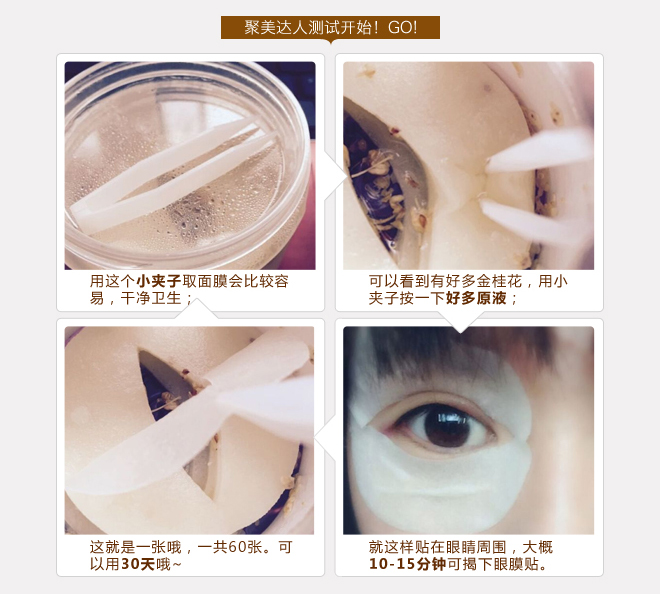 聚美达人测试开始！GO!
用这个小夹子取面膜会比较容
易，干净卫生；
可以看到有好多金桂花，用小
夹子按一下好多原液；
这就是一张哦，一共60张。可
以用30天哦~
就这样贴在眼睛周围，大概
10-15分钟可揭下眼膜贴。